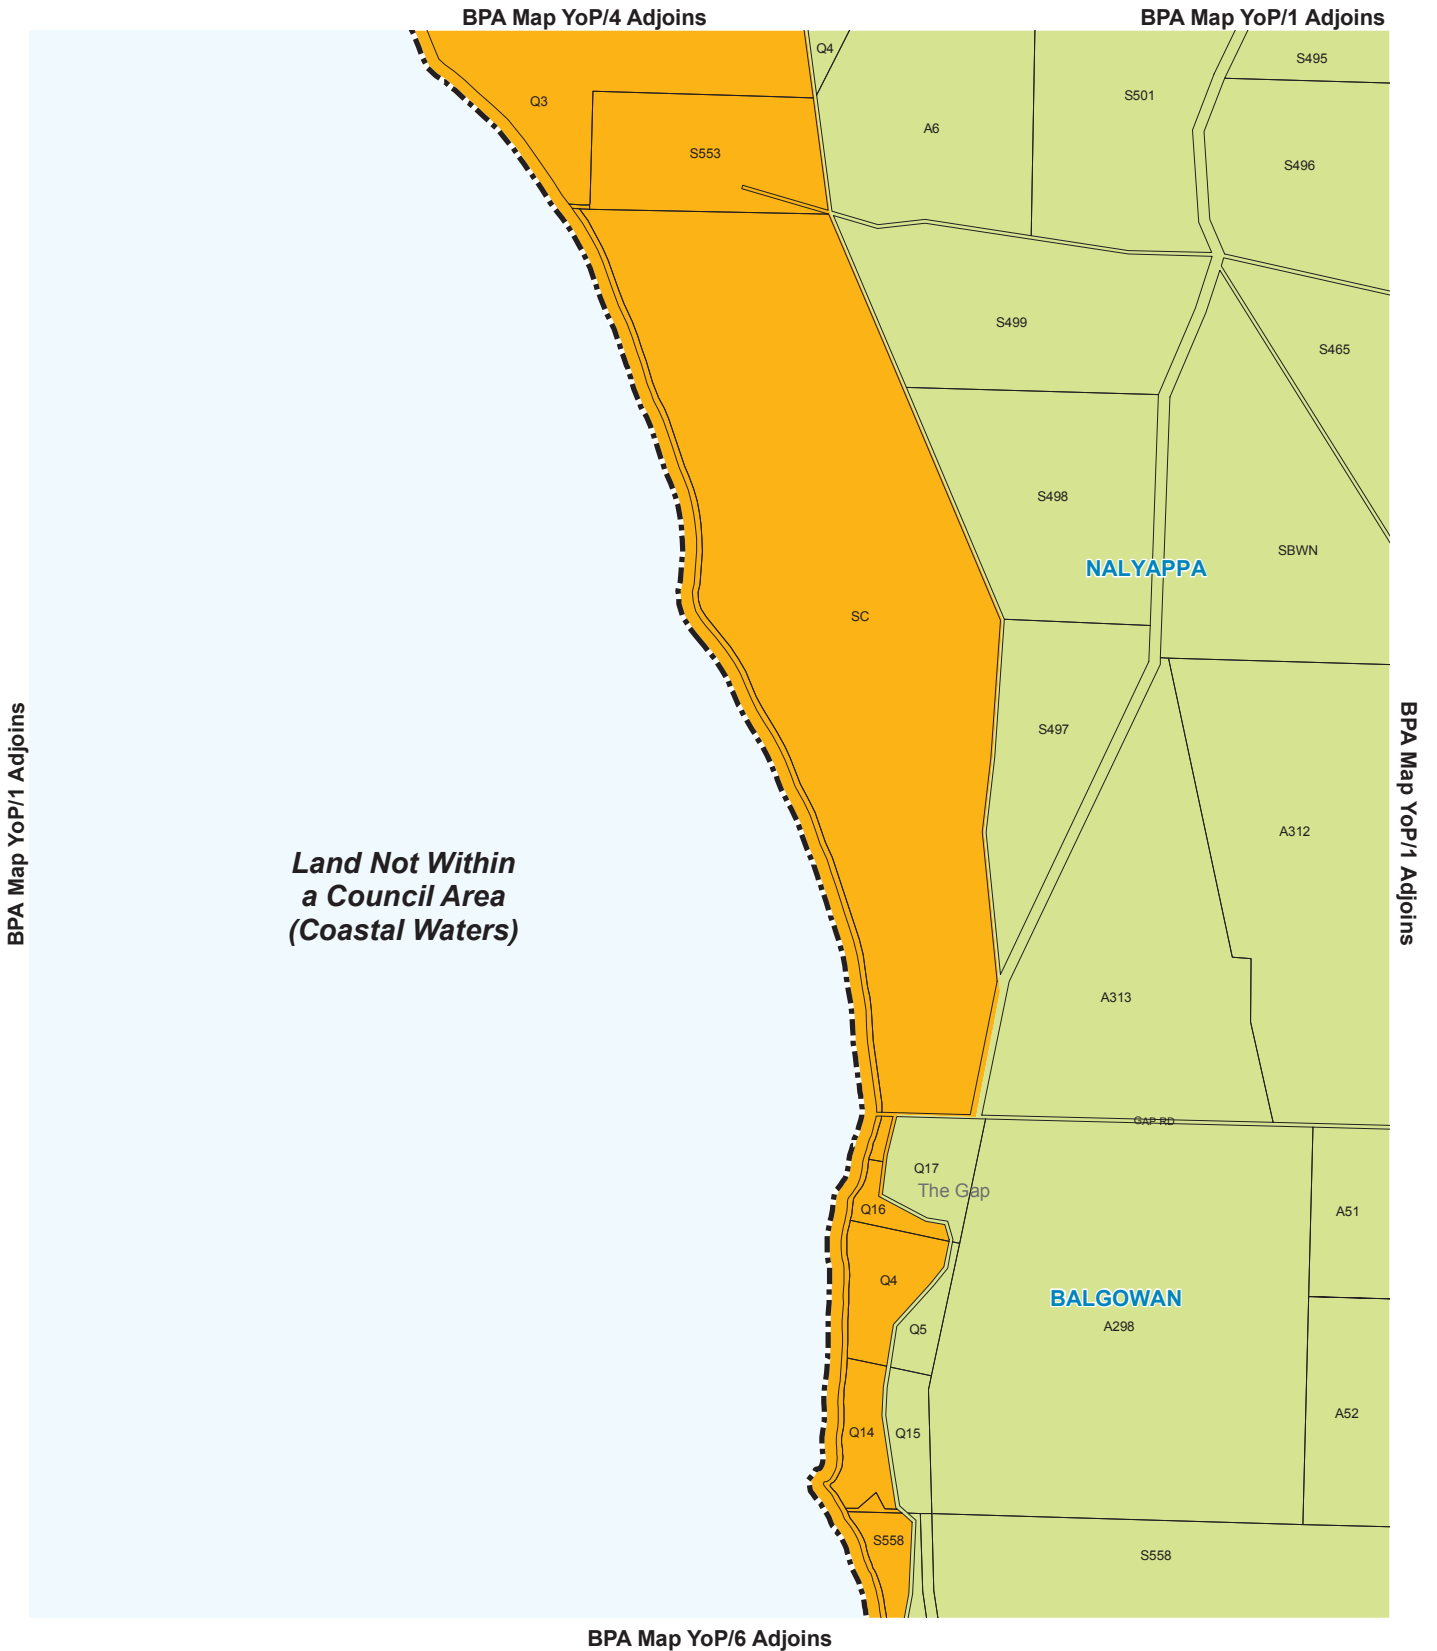 BPA Map YoP/4 Adjoins
BPA Map YoP/1 Adjoins
Q4
S495
Q3
S501
A6
S553
S496
S499
S465
S498
SBWN
NALYAPPA
SC
S497
BPA Map YoP/1 Adjoins
BPA Map YoP/1 Adjoins
A312
Land Not Within
a Council Area
(Coastal Waters)
A313
GAP RD
Q17
The Gap
Q16
A51
Q4
BALGOWAN
Q5
A298
A52
Q14
Q15
S558
S558
BPA Map YoP/6 Adjoins